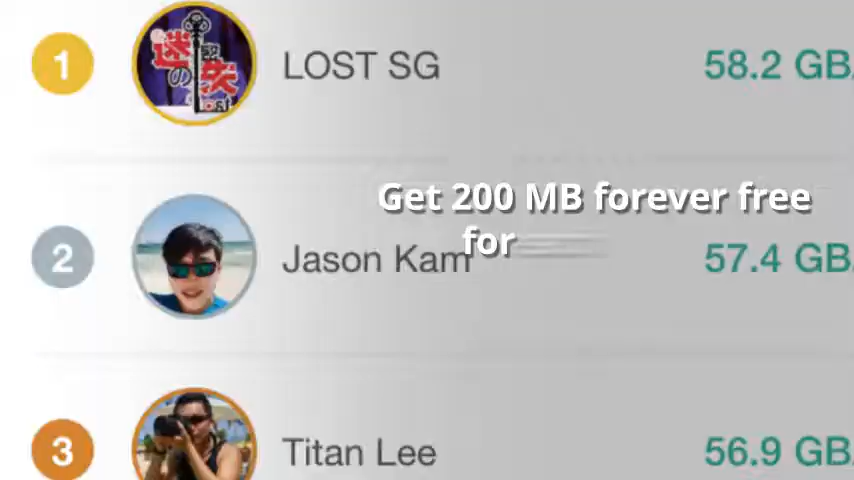 1 LOST SG 58.2 GB
Get 200 MB forever free
for
2 Jason Kam 57.4 GB
3 Titan Lee 56.9 GB